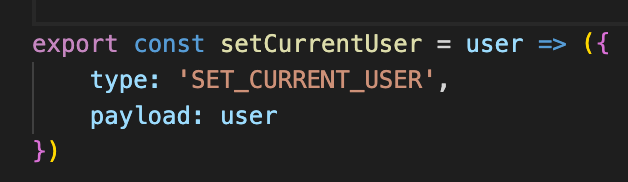 export const setCurrentUser = user => ({
    type: 'SET_CURRENT_USER',
    payload: user
})